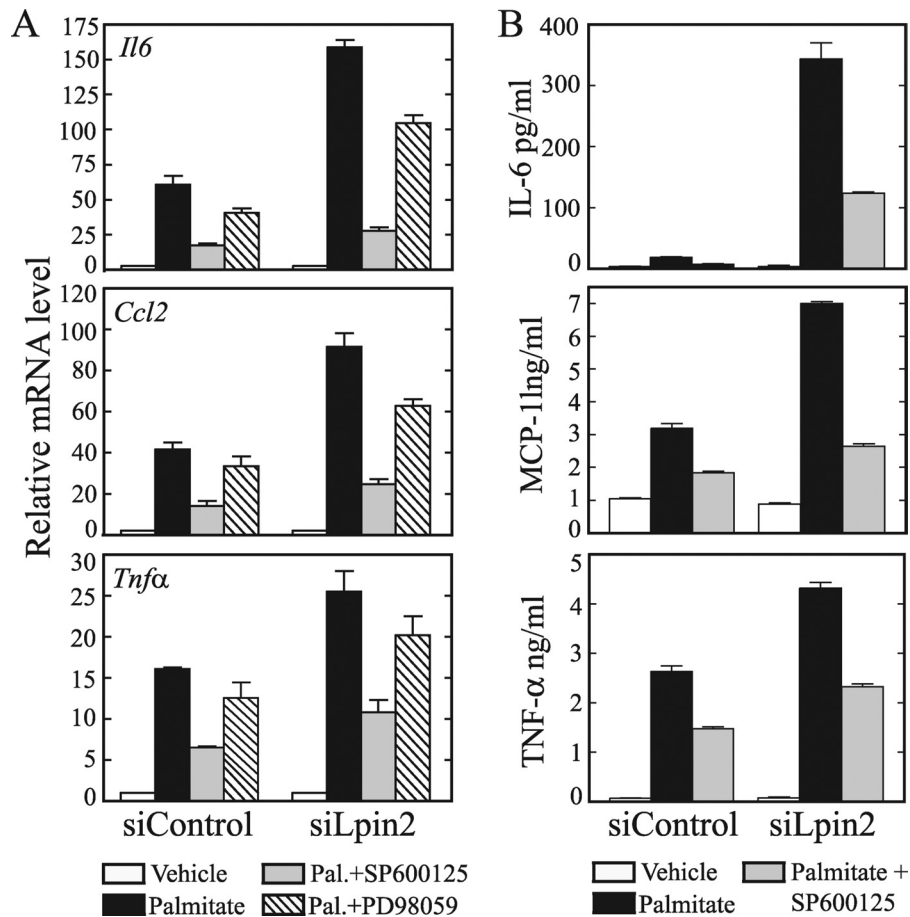 A
B
Relative mRNA level
Il6
175
150
125
100
75
50
25
0
Ccl2
120
100
80
60
40
20
0
Tnfα
30
25
20
15
10
5
0
siControl siLpin2
Vehicle Pal.+SP600125
Palmitate Pal.+PD98059
IL-6 pg/ml
400
300
200
100
0
MCP-1lng/ml
7
6
5
4
3
2
1
0
TNF-α ng/ml
5
4
3
2
1
0
siControl siLpin2
Vehicle Palmitate +
Palmitate SP600125